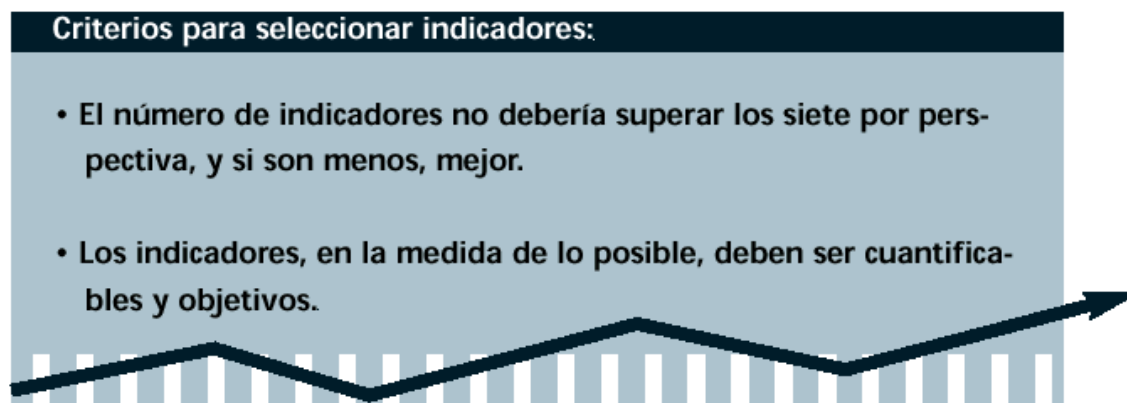 Criterios para seleccionar indicadores:
• El número de indicadores no debería superar los siete por pers-
pectiva, y si son menos, mejor.
• Los indicadores, en la medida de lo posible, deben ser cuantifica-
bles y objetivos.